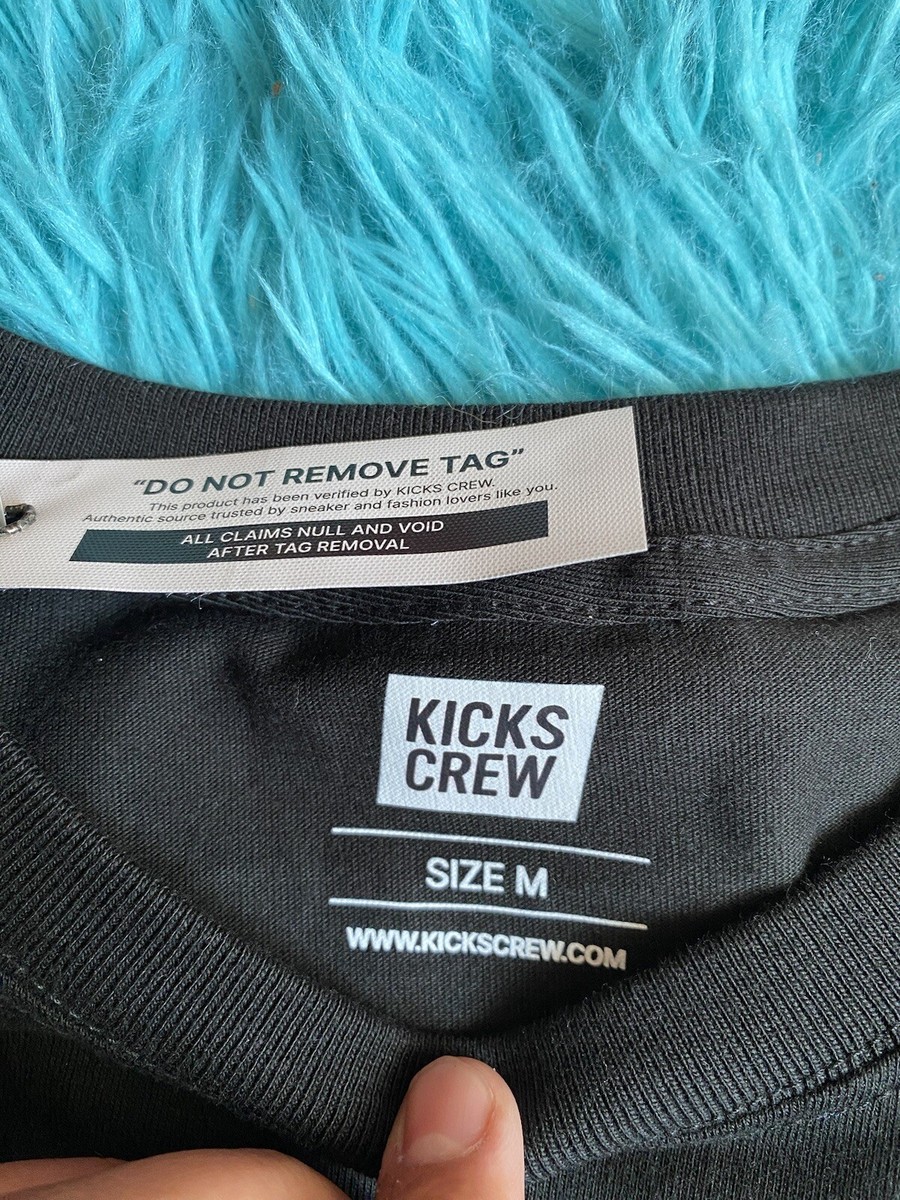 “DO NOT REMOVE TAG”
This product has been verified by KICKS CREW.
Authentic source trusted by sneaker and fashion lovers like you.
ALL CLAIMS NULL AND VOID
AFTER TAG REMOVAL
KICKS
CREW
SIZE M
WWW.KICKSCREW.COM